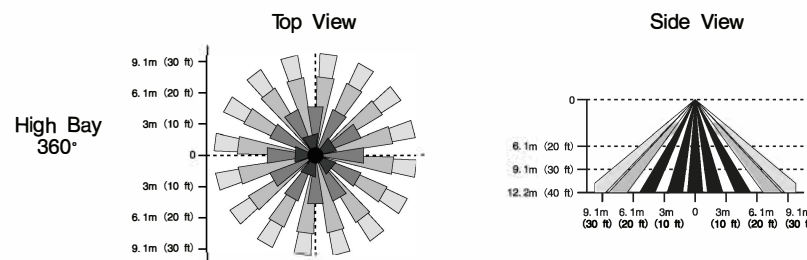 Top View
Side View
High Bay
360°
9.1m (30 ft)
6.1m (20 ft)
3m (10 ft)
0
3m (10 ft)
6.1m (20 ft)
9.1m (30 ft)
0
6.1m (20 ft)
9.1m (30 ft)
12.2m (40 ft)
9.1m 6.1m 3m 0 3m 6.1m 9.1m
(30 ft) (20 ft) (10 ft) (10 ft) (20 ft) (30 f